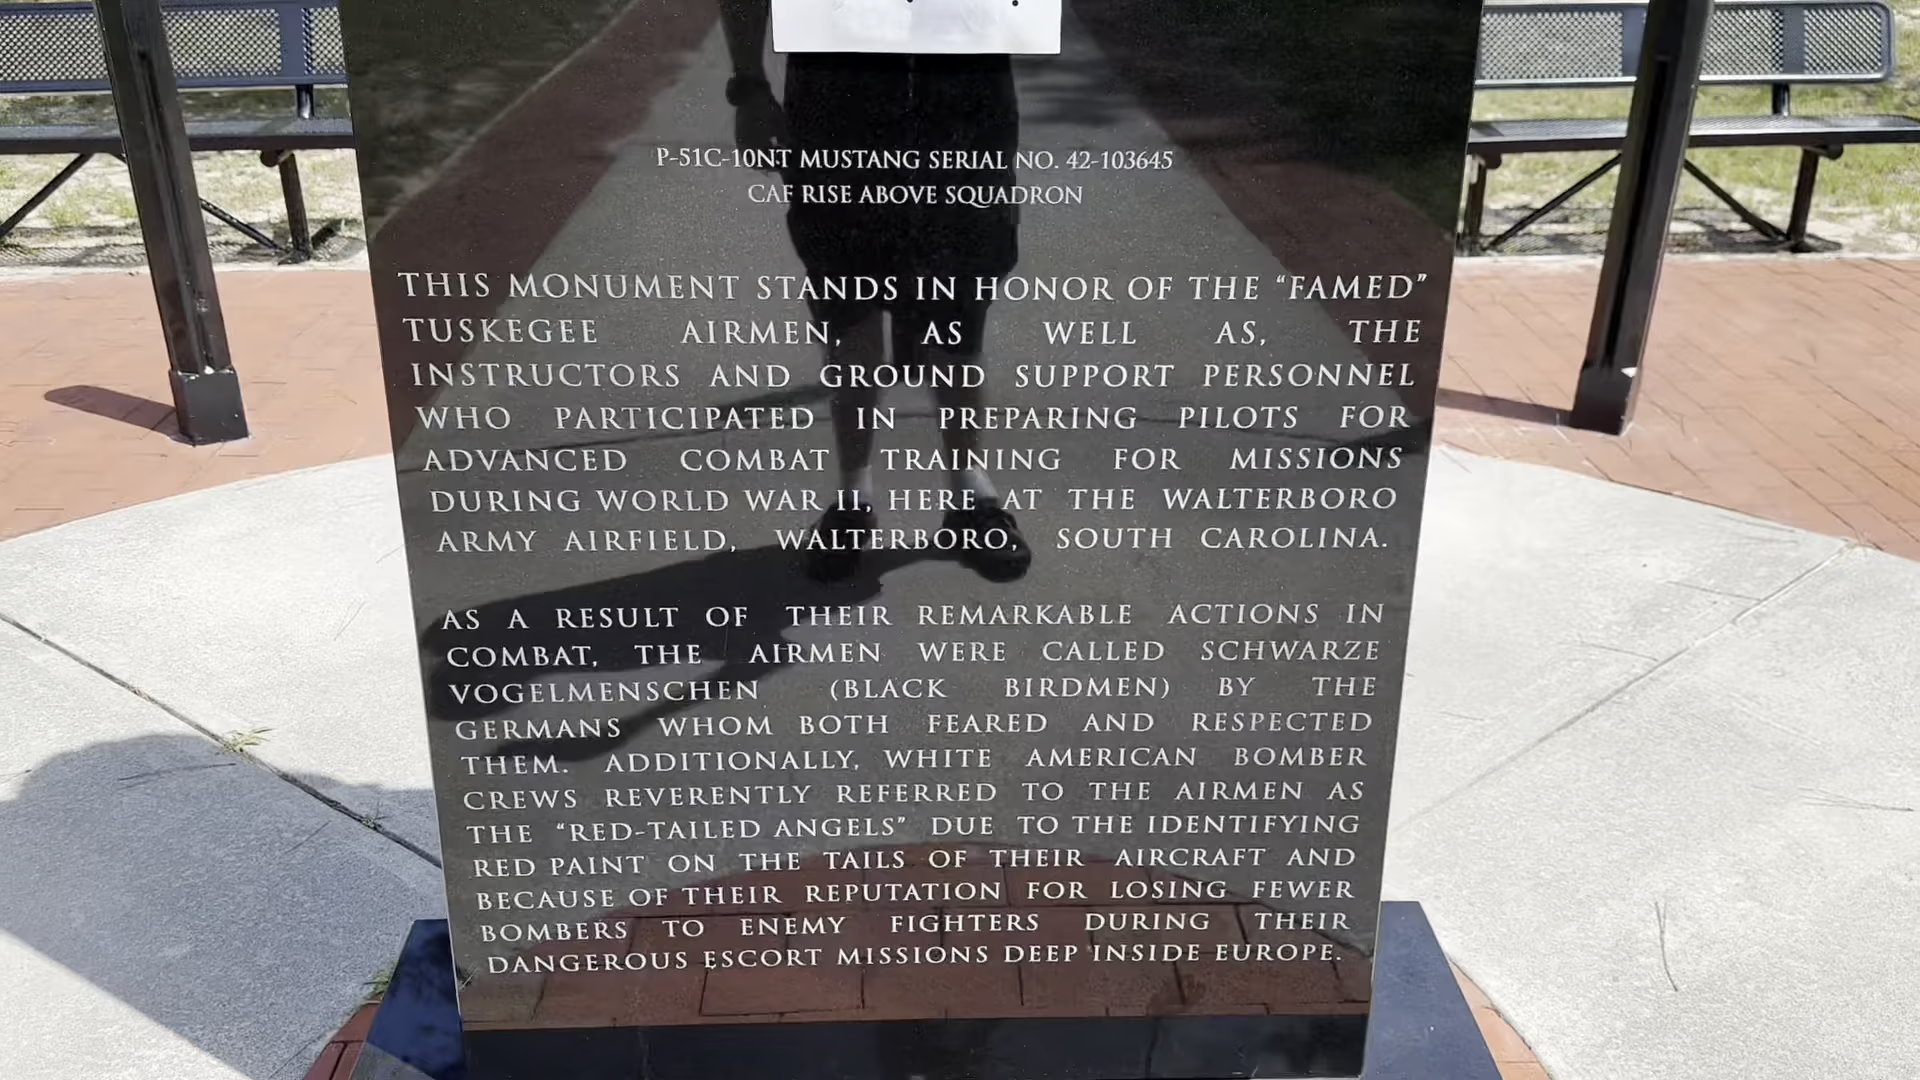 P-51C-10NT MUSTANG SERIAL NO. 42-103645
CAF RISE ABOVE SQUADRON
THIS MONUMENT STANDS IN HONOR OF THE "FAMED"
TUSKEGEE AIRMEN, AS WELL AS, THE
INSTRUCTORS AND GROUND SUPPORT PERSONNEL
WHO PARTICIPATED IN PREPARING PILOTS FOR
ADVANCED COMBAT TRAINING FOR MISSIONS
DURING WORLD WAR II, HERE AT THE WALTERBORO
ARMY AIRFIELD, WALTERBORO, SOUTH CAROLINA.
AS A RESULT OF THEIR REMARKABLE ACTIONS IN
COMBAT, THE AIRMEN WERE CALLED SCHWARZE
VOGELMENSCHEN (BLACK BIRDMEN) BY THE
GERMANS WHOM BOTH FEARED AND RESPECTED
THEM. ADDITIONALLY, WHITE AMERICAN BOMBER
CREWS REVERENTLY REFERRED TO THE AIRMEN AS
THE "RED-TAILED ANGELS" DUE TO THE IDENTIFYING
RED PAINT ON THE TAILS OF THEIR AIRCRAFT AND
BECAUSE OF THEIR REPUTATION FOR LOSING FEWER
BOMBERS TO ENEMY FIGHTERS DURING THEIR
DANGEROUS ESCORT MISSIONS DEEP INSIDE EUROPE.